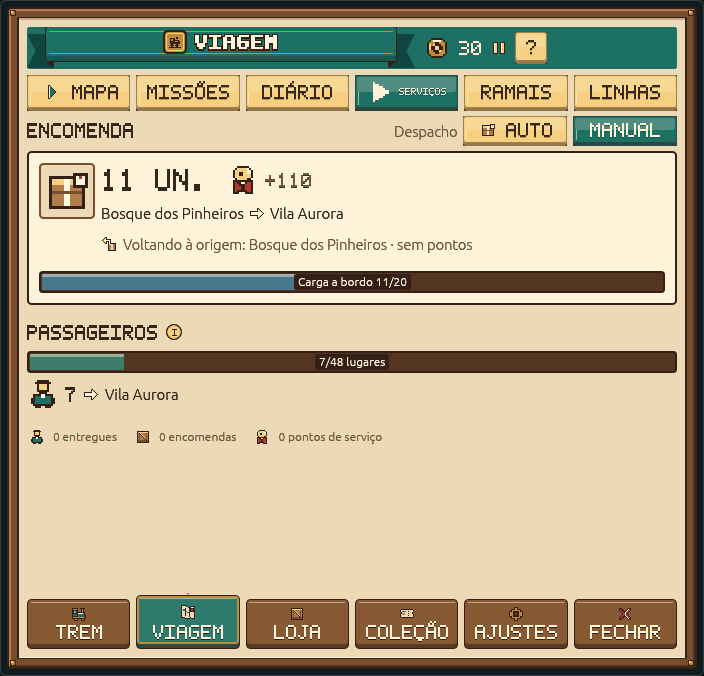 VIAGEM
30
?
MAPA
MISSÕES
DIÁRIO
SERVIÇOS
RAMAIS
LINHAS
ENCOMENDA
Despacho
AUTO
MANUAL
11 UN.
+110
Bosque dos Pinheiros ⇨ Vila Aurora
Voltando à origem: Bosque dos Pinheiros · sem pontos
Carga a bordo 11/20
PASSAGEIROS
I
7/48 lugares
7 ⇨ Vila Aurora
0 entregues
0 encomendas
0 pontos de serviço
TREM
VIAGEM
LOJA
COLEÇÃO
AJUSTES
FECHAR